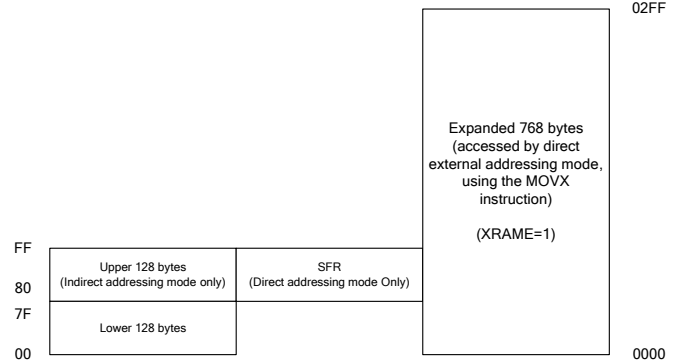 02FF
Expanded 768 bytes
(accessed by direct
external addressing mode,
using the MOVX
instruction)
(XRAME=1)
FF
Upper 128 bytes
(Indirect addressing mode only)
SFR
(Direct addressing mode Only)
80
7F
Lower 128 bytes
00
0000